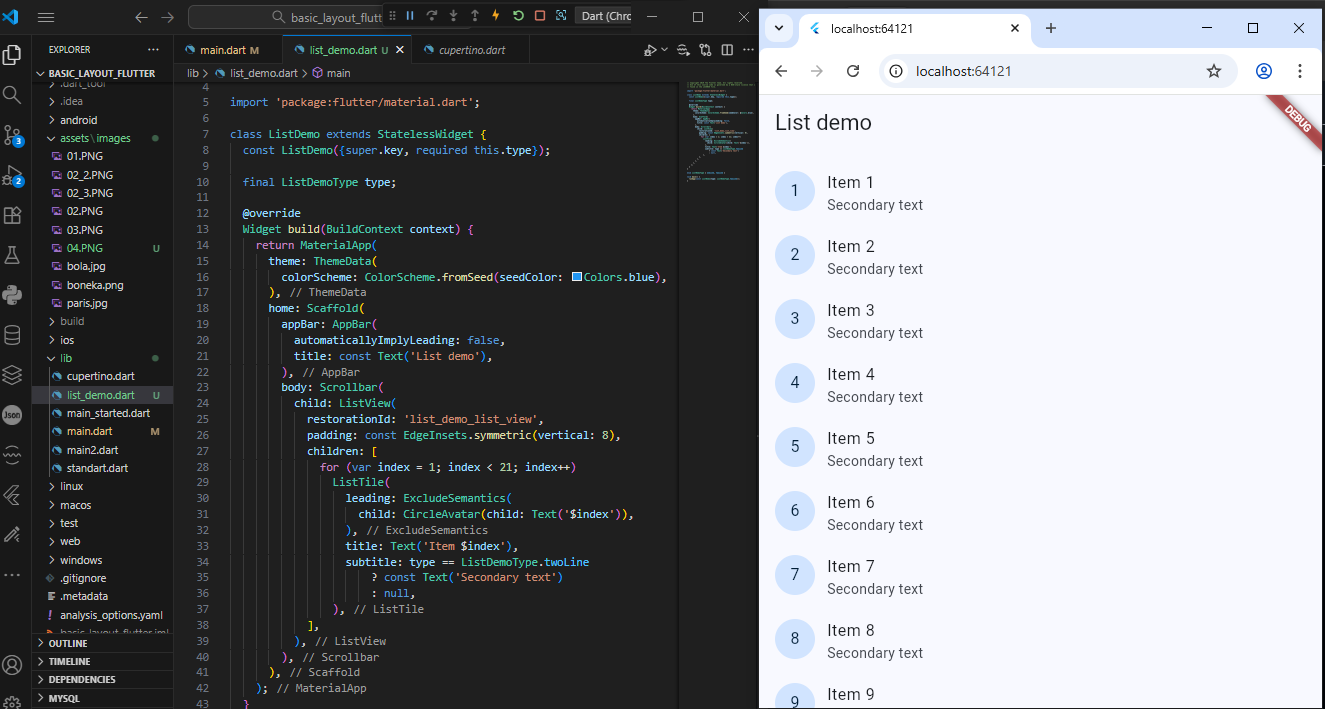 basic_layout_flutt
Dart (Chro
EXPLORER
BASIC_LAYOUT_FLUTTER
.dart_tool
.idea
android
assets\images
01.PNG
02_2.PNG
02_3.PNG
02.PNG
03.PNG
04.PNG U
bola.jpg
boneka.png
paris.jpg
build
ios
lib
cupertino.dart
list_demo.dart U
main_started.dart
main.dart M
main2.dart
standart.dart
linux
macos
test
web
windows
.gitignore
.metadata
analysis_options.yaml
basic_layout_flutter.iml
OUTLINE
TIMELINE
DEPENDENCIES
MYSQL
3
2
Json
main.dart M
list_demo.dart U
cupertino.dart
lib > list_demo.dart > main
4
5 import 'package:flutter/material.dart';
6
7 class ListDemo extends StatelessWidget {
8 const ListDemo({super.key, required this.type});
9
10 final ListDemoType type;
11
12 @override
13 Widget build(BuildContext context) {
14 return MaterialApp(
15 theme: ThemeData(
16 colorScheme: ColorScheme.fromSeed(seedColor: Colors.blue),
17 ), // ThemeData
18 home: Scaffold(
19 appBar: AppBar(
20 automaticallyImplyLeading: false,
21 title: const Text('List demo'),
22 ), // AppBar
23 body: Scrollbar(
24 child: ListView(
25 restorationId: 'list_demo_list_view',
26 padding: const EdgeInsets.symmetric(vertical: 8),
27 children: [
28 for (var index = 1; index < 21; index++)
29 ListTile(
30 leading: ExcludeSemantics(
31 child: CircleAvatar(child: Text('$index')),
32 ), // ExcludeSemantics
33 title: Text('Item $index'),
34 subtitle: type == ListDemoType.twoLine
35 ? const Text('Secondary text')
36 : null,
37 ), // ListTile
38 ],
39 ), // ListView
40 ), // Scrollbar
41 ), // Scaffold
42 ); // MaterialApp
43 }
localhost:64121
localhost:64121
DEBUG
List demo
1 Item 1
Secondary text
2 Item 2
Secondary text
3 Item 3
Secondary text
4 Item 4
Secondary text
5 Item 5
Secondary text
6 Item 6
Secondary text
7 Item 7
Secondary text
8 Item 8
Secondary text
9 Item 9